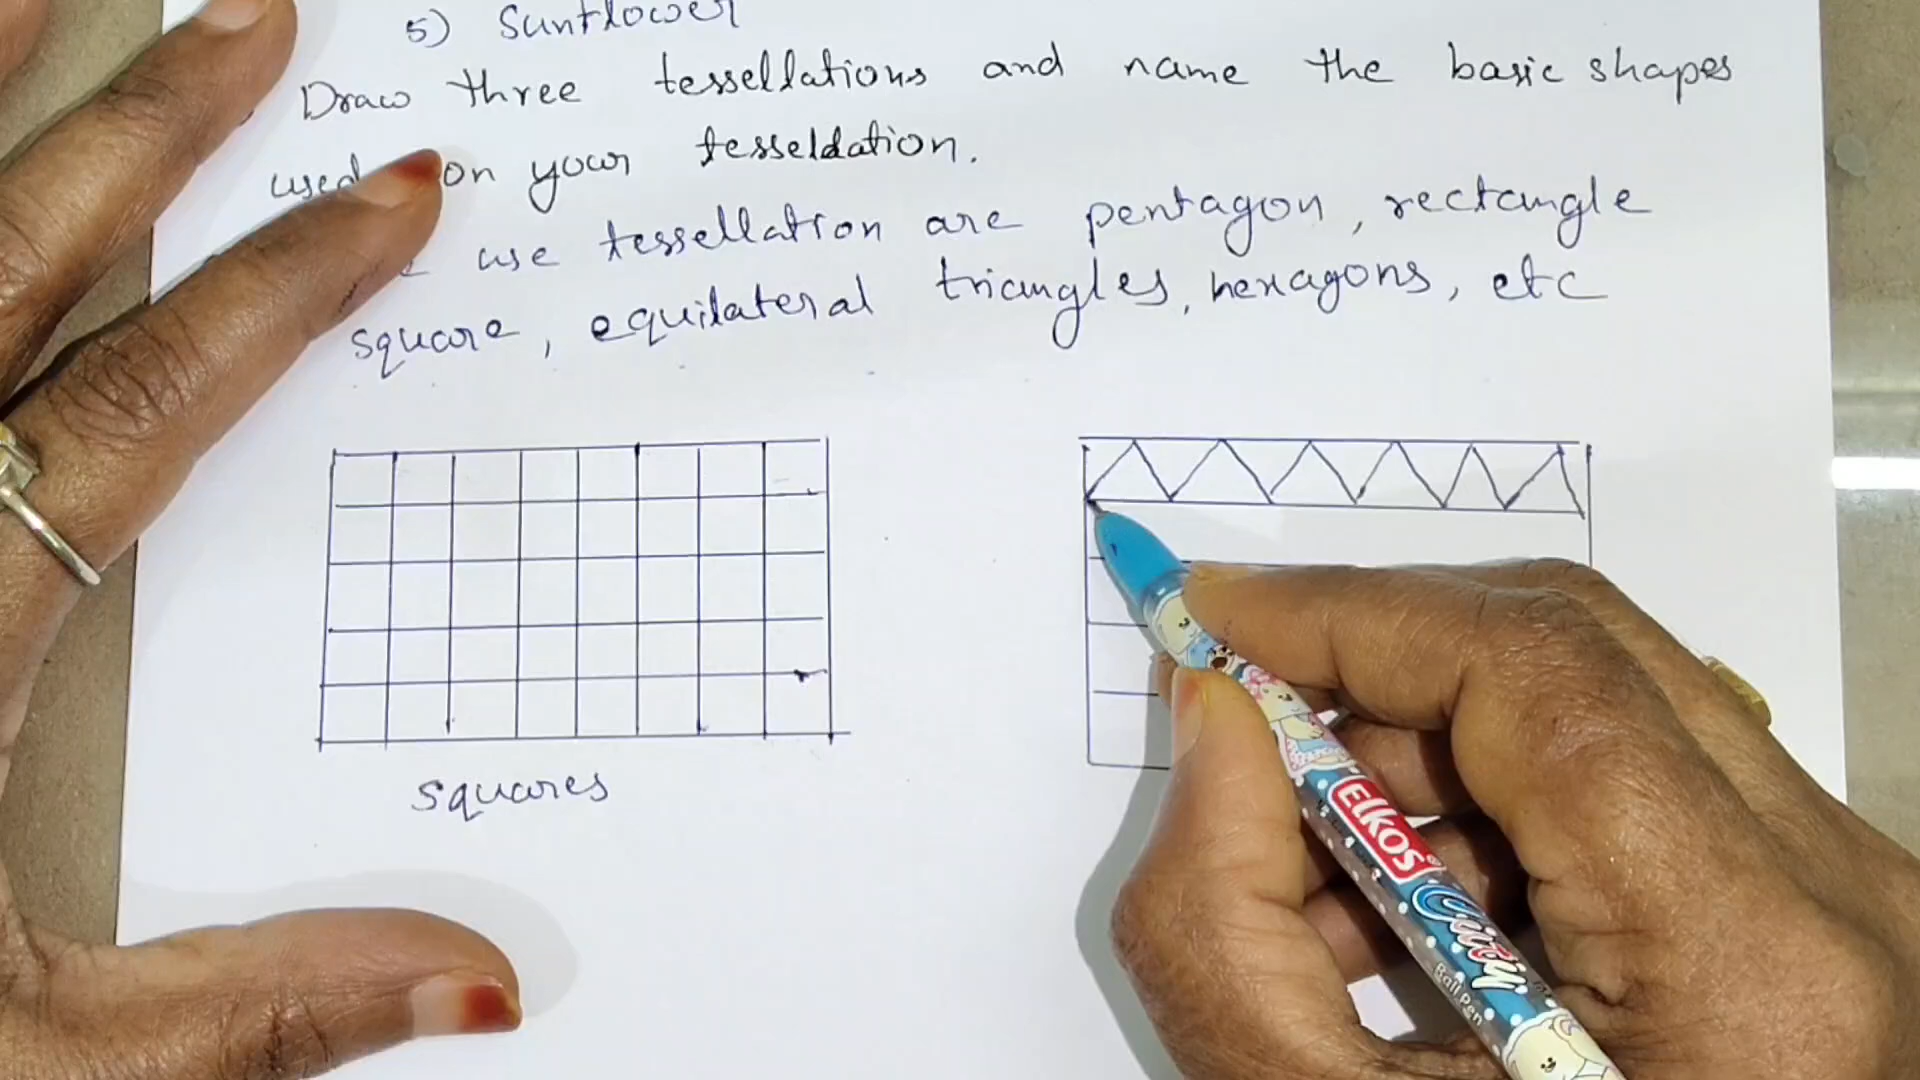 5) Sunflower
Draw three tessellations and name the basic shapes
used on your tesseldation.
use tessellation are pentagon, rectangle
square, equilateral triangles, hexagons, etc
squares
ELKOS
Ball Pen